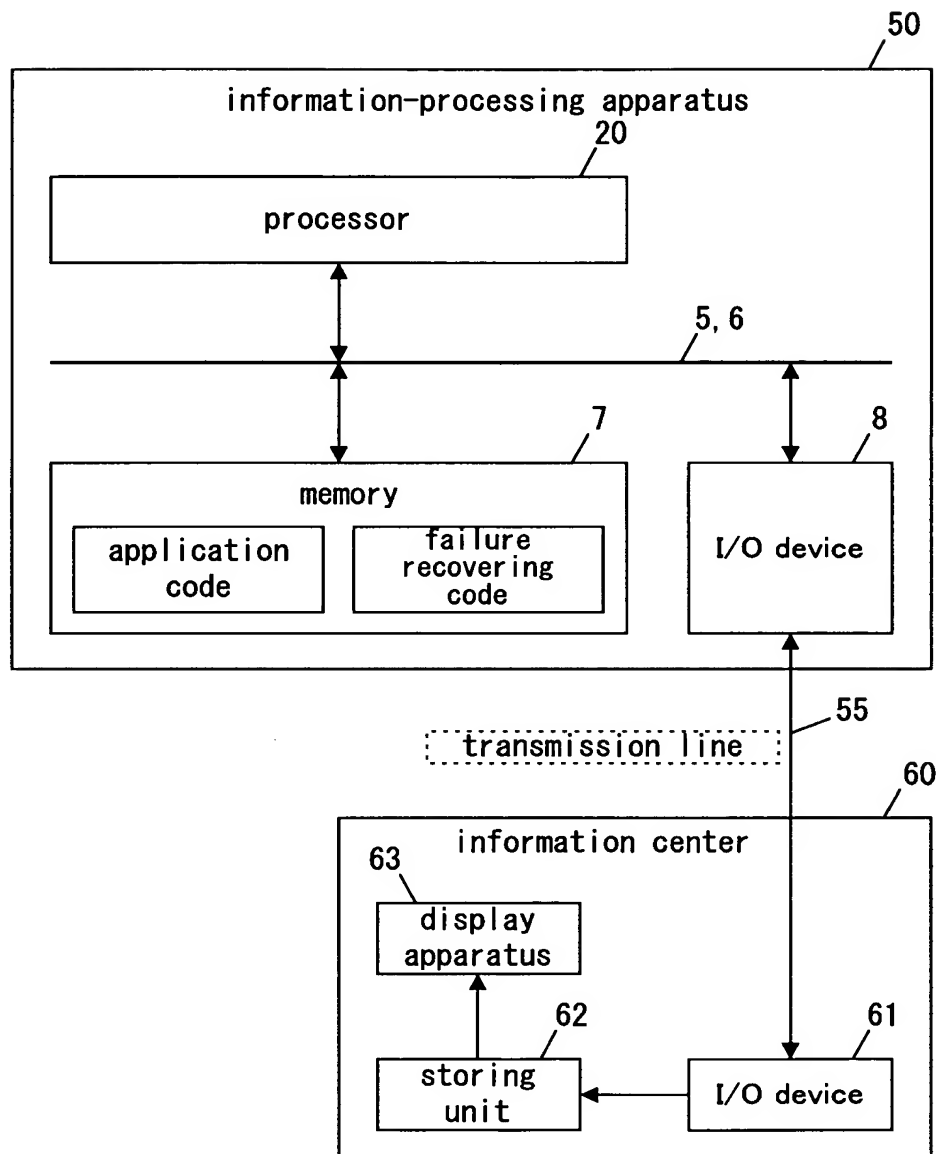 50
information-processing apparatus
20
processor
5, 6
7
8
memory
application
code
failure
recovering
code
I/O device
55
transmission line
60
information center
63
display
apparatus
62
61
storing
unit
I/O device